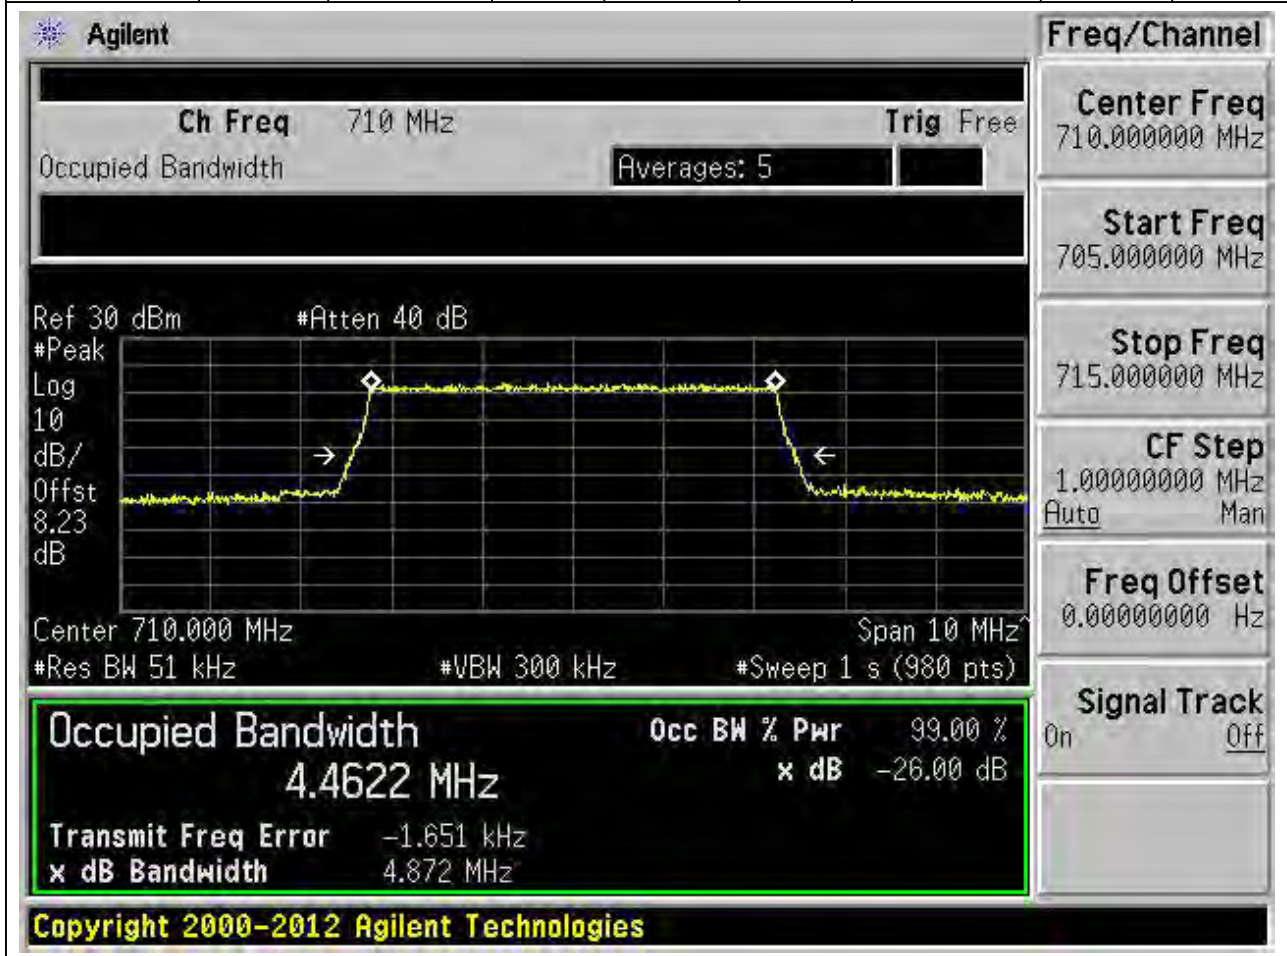 Agilent
Freq/Channel
Ch Freq 710 MHz Trig Free
Occupied Bandwidth Averages: 5
Center Freq
710.000000 MHz
Start Freq
705.000000 MHz
Stop Freq
715.000000 MHz
CF Step
1.00000000 MHz
Auto Man
Freq Offset
0.00000000 Hz
Signal Track
On Off
Ref 30 dBm #Atten 40 dB
#Peak
Log
10
dB/
Offst
8.23
dB
Center 710.000 MHz Span 10 MHz^
#Res BW 51 kHz #VBW 300 kHz #Sweep 1 s (980 pts)
Occupied Bandwidth Occ BW % Pwr 99.00 %
4.4622 MHz x dB -26.00 dB
Transmit Freq Error -1.651 kHz
x dB Bandwidth 4.872 MHz
Copyright 2000-2012 Agilent Technologies